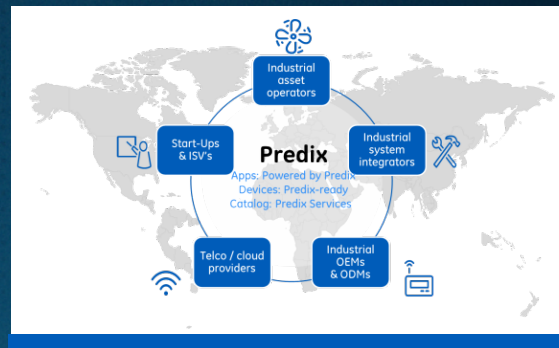 Industrial
asset
operators
Start-Ups
& ISV's
Industrial
system
integrators
Predix
Apps: Powered by Predix
Devices: Predix-ready
Catalog: Predix Services
Telco / cloud
providers
Industrial
OEMs
& ODMs